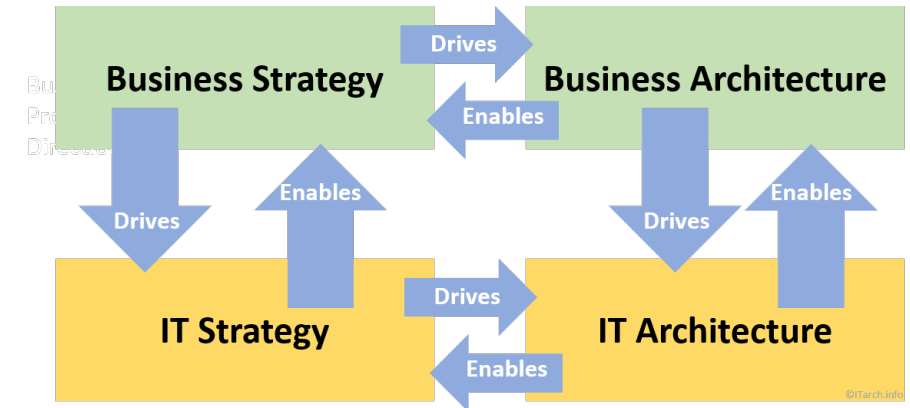 Drives
Business Strategy
Business Architecture
Enables
Drives
Enables
Drives
Enables
Drives
IT Strategy
IT Architecture
Enables
©ITarch.info